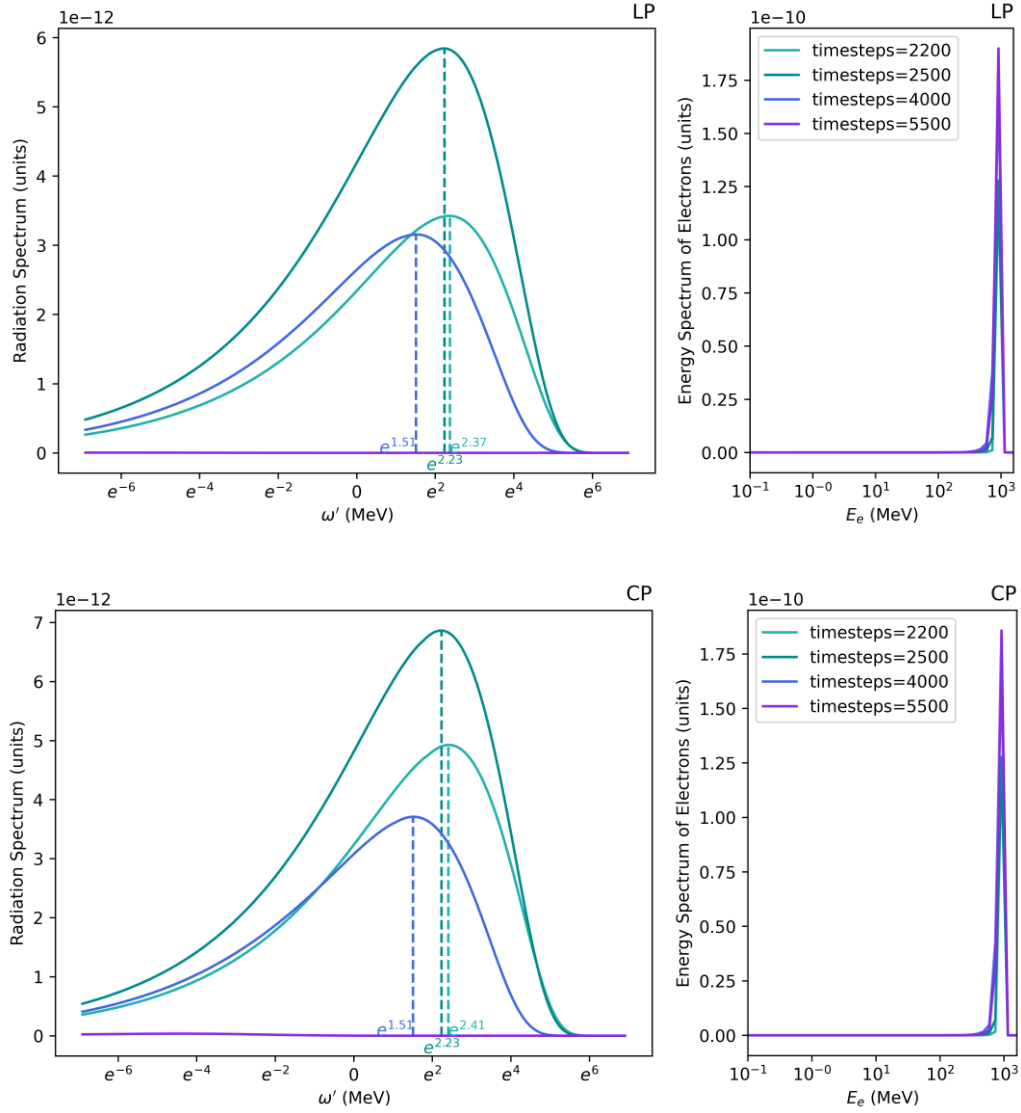 1e−12
LP
6
5
4
3
2
1
0
Radiation Spectrum (units)
e^1.51
e^2.37
e^2.23
e^−6
e^−4
e^−2
0
e^2
e^4
e^6
ω′ (MeV)
1e−10
LP
timesteps=2200
timesteps=2500
timesteps=4000
timesteps=5500
1.75
1.50
1.25
1.00
0.75
0.50
0.25
0.00
Energy Spectrum of Electrons (units)
10^−1
10^0
10^1
10^2
10^3
E_e (MeV)
1e−12
CP
7
6
5
4
3
2
1
0
Radiation Spectrum (units)
e^1.51
e^2.41
e^2.23
e^−6
e^−4
e^−2
0
e^2
e^4
e^6
ω′ (MeV)
1e−10
CP
timesteps=2200
timesteps=2500
timesteps=4000
timesteps=5500
1.75
1.50
1.25
1.00
0.75
0.50
0.25
0.00
Energy Spectrum of Electrons (units)
10^−1
10^0
10^1
10^2
10^3
E_e (MeV)